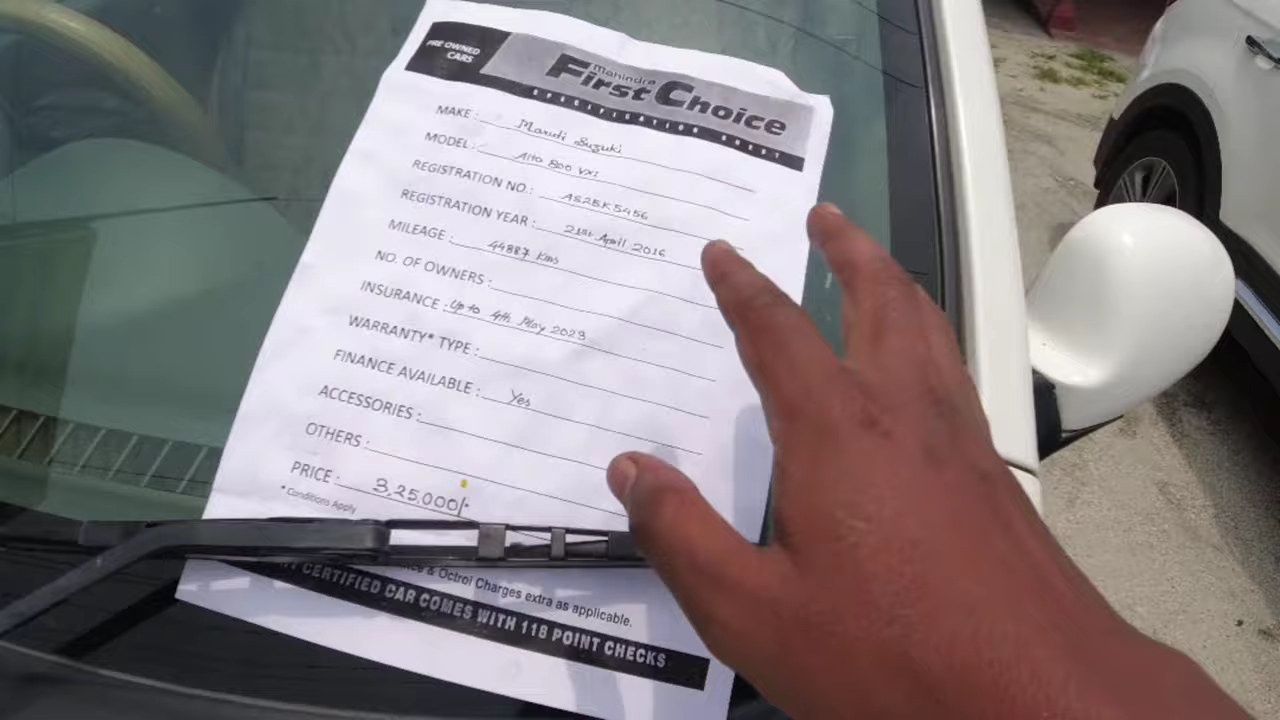 PRE OWNED
CARS
Mahindra
First Choice
SPECIFICATION SHEET
MAKE : Maruti Suzuki
MODEL : Alto 800 VXI
REGISTRATION NO.: AS25K5456
REGISTRATION YEAR : 21st April 2016
MILEAGE : 44887 Kms
NO. OF OWNERS :
INSURANCE : Up to 4th May 2023
WARRANTY* TYPE :
FINANCE AVAILABLE : Yes
ACCESSORIES :
OTHERS :
PRICE : 3,25,000/-
* Conditions Apply
& Octroi Charges extra as applicable.
CERTIFIED CAR COMES WITH 118 POINT CHECKS